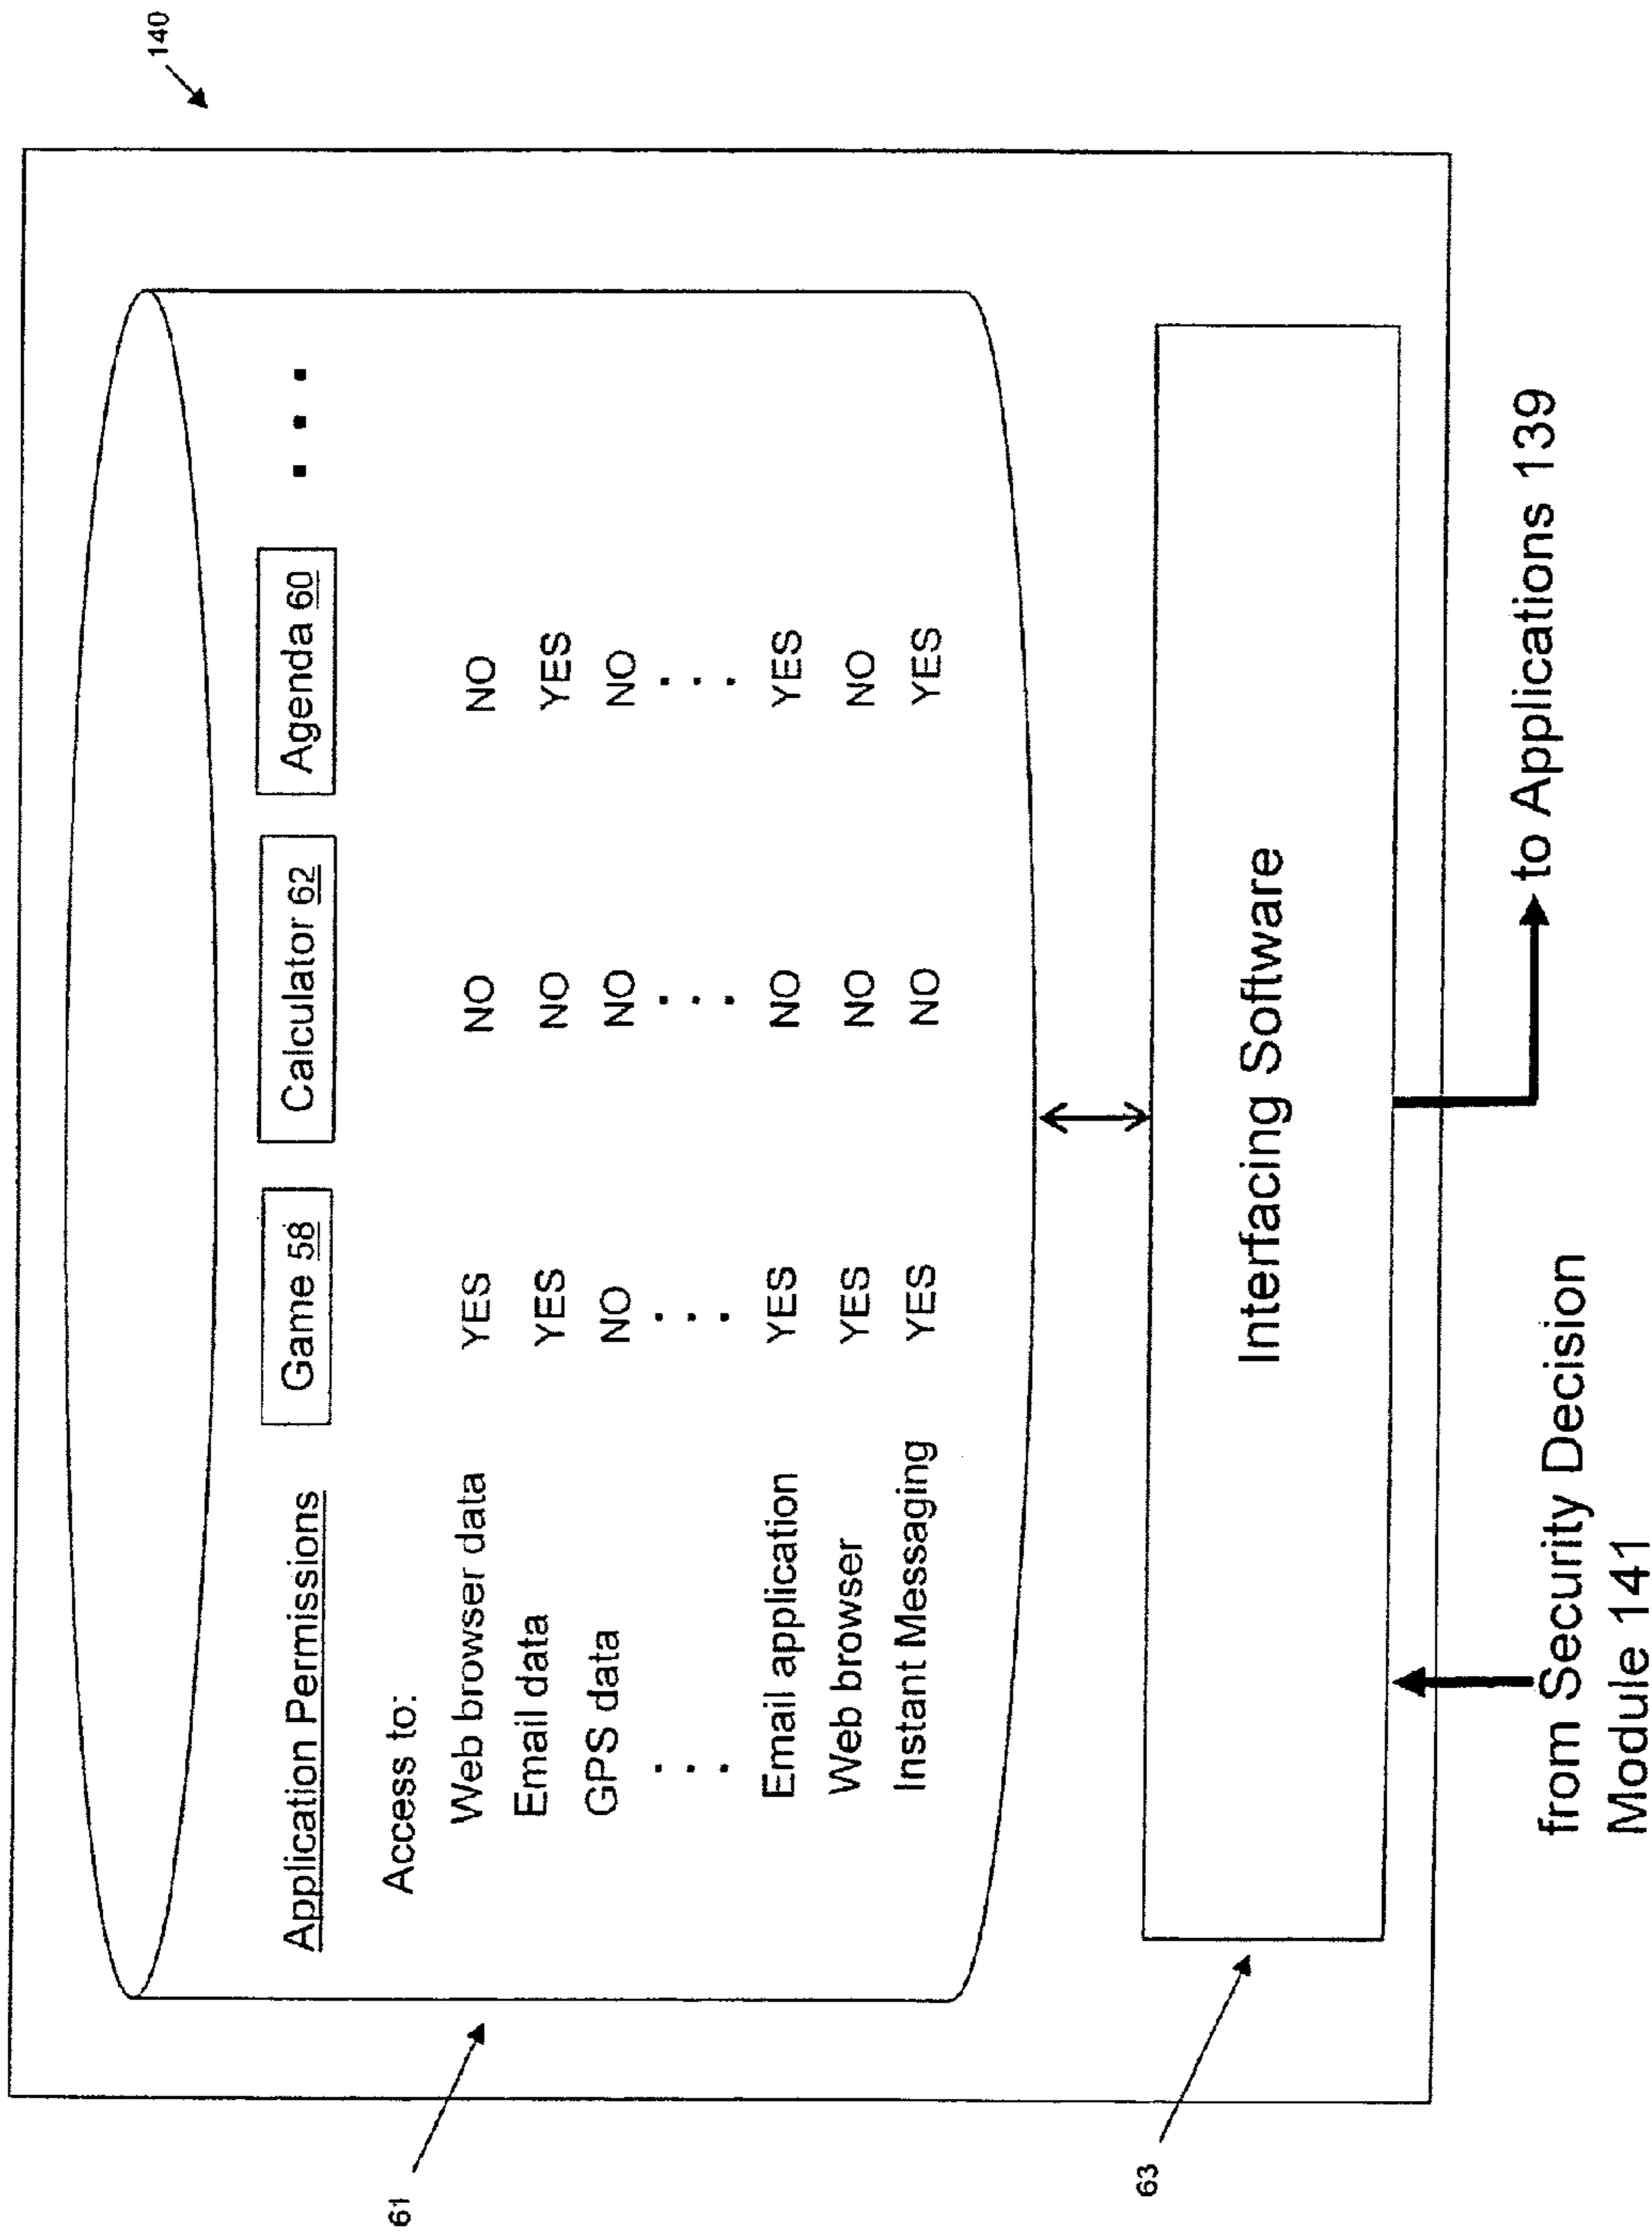 140
Application Permissions Game 58 Calculator 62 Agenda 60 . . .
Access to:
Web browser data YES NO NO
Email data YES NO YES
GPS data NO NO NO
. . . . . . . . . . . .
Email application YES NO YES
Web browser YES NO NO
Instant Messaging YES NO YES
61
Interfacing Software
63
from Security Decision
Module 141
to Applications 139